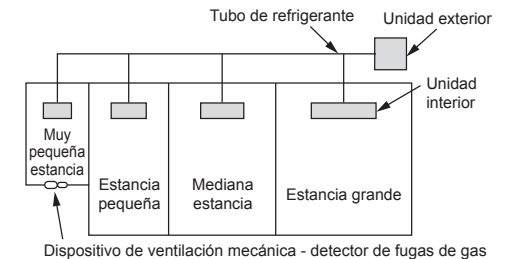 Tubo de refrigerante
Unidad exterior
Unidad
interior
Muy
pequeña
estancia
Estancia
pequeña
Mediana
estancia
Estancia grande
Dispositivo de ventilación mecánica - detector de fugas de gas